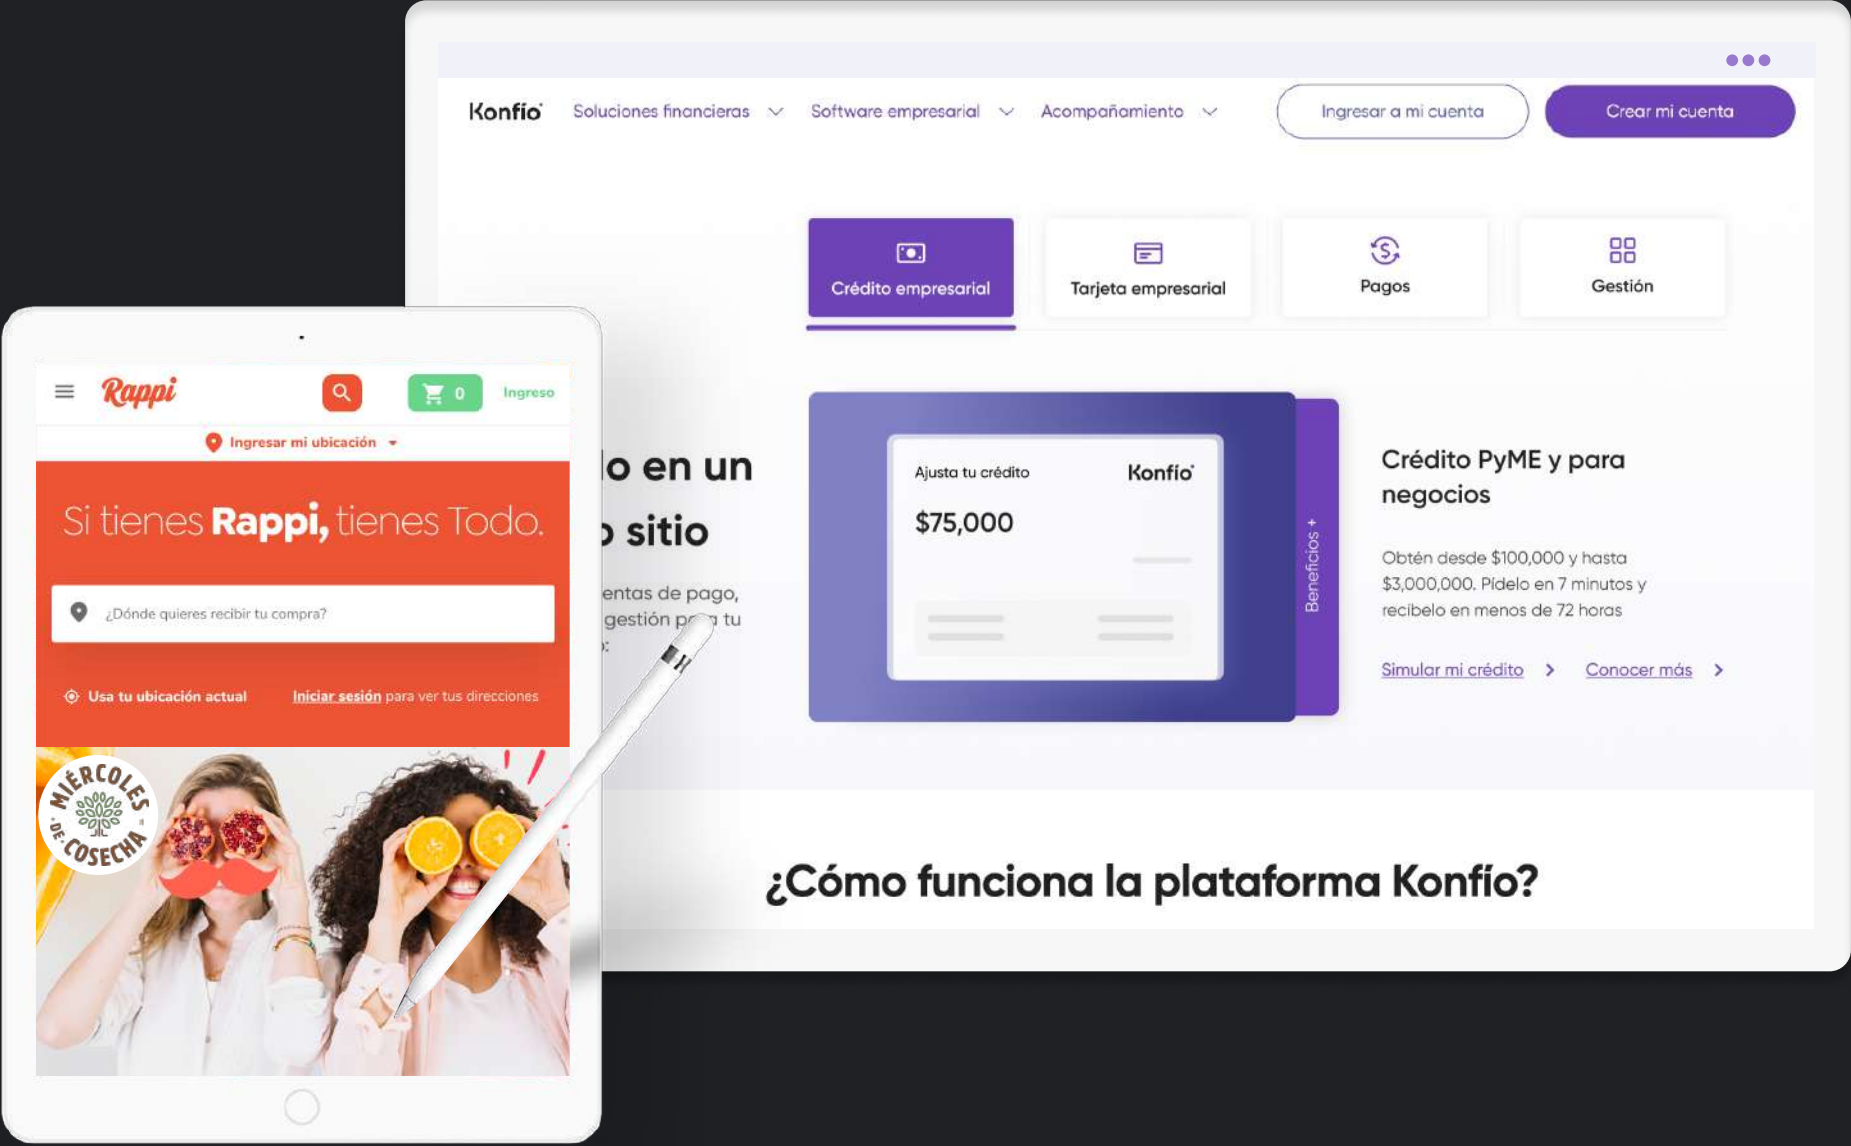 Konfío
Soluciones financieras
Software empresarial
Acompañamiento
Ingresar a mi cuenta
Crear mi cuenta
Crédito empresarial
Tarjeta empresarial
Pagos
Gestión
o en un
sitio
entas de pago,
gestión tu
Ajusta tu crédito
Konfío
$75,000
Beneficios +
Crédito PyME y para
negocios
Obtén desde $100,000 y hasta
$3,000,000. Pídelo en 7 minutos y
recíbelo en menos de 72 horas
Simular mi crédito
Conocer más
¿Cómo funciona la plataforma Konfío?
Rappi
0
Ingreso
Ingresar mi ubicación
Si tienes Rappi, tienes Todo.
¿Dónde quieres recibir tu compra?
Usa tu ubicación actual
Iniciar sesión para ver tus direcciones
MIÉRCOLES
DE COSECHA